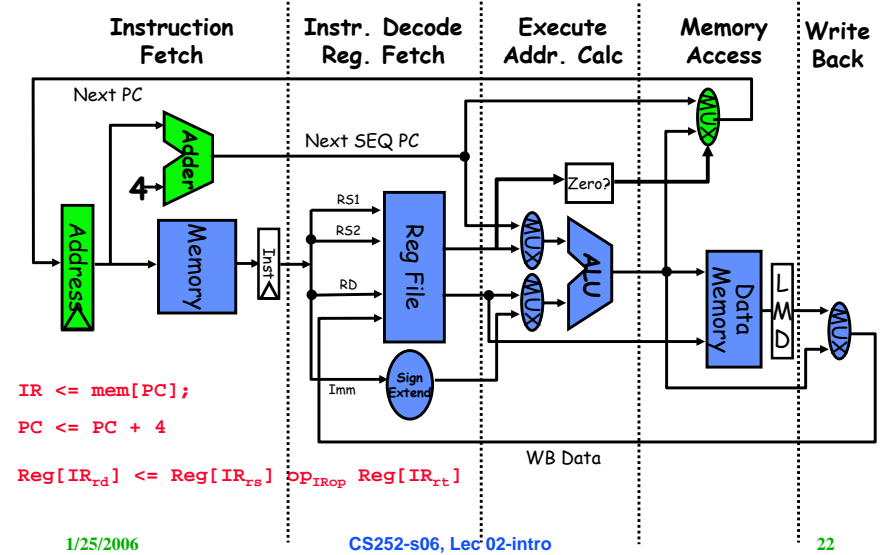 Instruction Fetch
Instr. Decode Reg. Fetch
Execute Addr. Calc
Memory Access
Write Back
Next PC
MUX
Adder
Next SEQ PC
4
Zero?
RS1
RS2
RD
Address
Memory
Inst
Reg File
MUX
MUX
ALU
Data Memory
LMD
MUX
Imm
Sign Extend
WB Data
IR <= mem[PC];
PC <= PC + 4
Reg[IRrd] <= Reg[IRrs] opIRop Reg[IRrt]
1/25/2006
CS252-s06, Lec 02-intro
22